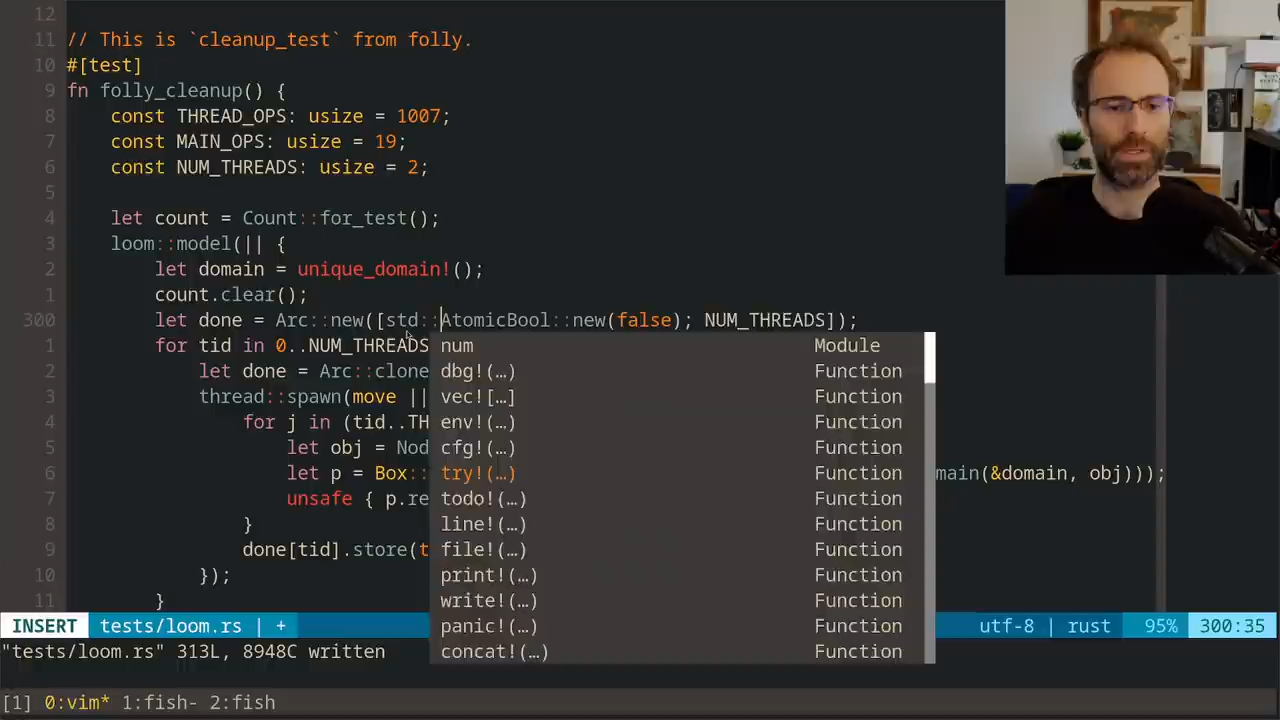 12
11 // This is `cleanup_test` from folly.
10 #[test]
9 fn folly_cleanup() {
8 const THREAD_OPS: usize = 1007;
7 const MAIN_OPS: usize = 19;
6 const NUM_THREADS: usize = 2;
5
4 let count = Count::for_test();
3 loom::model(|| {
2 let domain = unique_domain!();
1 count.clear();
300 let done = Arc::new([std::AtomicBool::new(false); NUM_THREADS]);
1 for tid in 0..NUM_THREADS num Module
2 let done = Arc::clone dbg!(…) Function
3 thread::spawn(move || vec![…] Function
4 for j in (tid..TH env!(…) Function
5 let obj = Nod cfg!(…) Function
6 let p = Box:: try!(…) Function main(&domain, obj)));
7 unsafe { p.re todo!(…) Function
8 } line!(…) Function
9 done[tid].store(t file!(…) Function
10 }); print!(…) Function
11 } write!(…) Function
INSERT tests/loom.rs | + panic!(…) Function utf-8 | rust 95% 300:35
"tests/loom.rs" 313L, 8948C written concat!(…) Function
[1] 0:vim* 1:fish- 2:fish